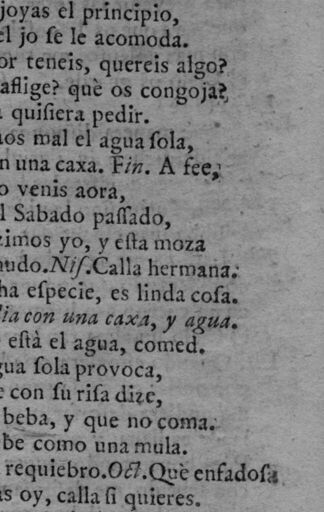 joyas el principio,
el jo ſe le acomoda.
or teneis, quereis algo?
aflige? què os congoja?
quiſiera pedir.
mal el agua ſola,
n una caxa. Fin. A fee,
o venis aora,
l Sabado paſſado,
zimos yo, y eſta moza
nudo. Niſ. Calla hermana.
ha eſpecie, es linda coſa.
lia con una caxa, y agua.
eſtà el agua, comed.
gua ſola provoca,
e con ſu riſa dize,
beba, y que no coma.
be como una mula.
requiebro. Oct. Què enfadoſa
as oy, calla ſi quieres.